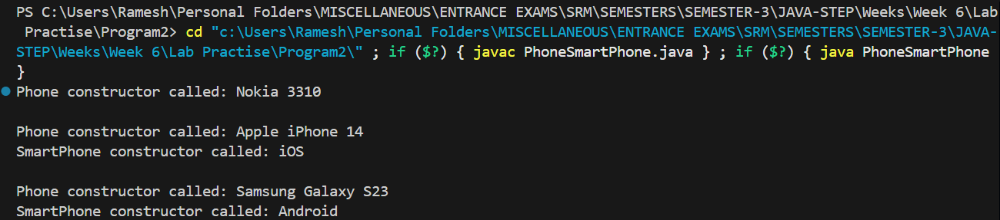 PS C:\Users\Ramesh\Personal Folders\MISCELLANEOUS\ENTRANCE EXAMS\SRM\SEMESTERS\SEMESTER-3\JAVA-STEP\Weeks\Week 6\Lab
 Practise\Program2> cd "c:\Users\Ramesh\Personal Folders\MISCELLANEOUS\ENTRANCE EXAMS\SRM\SEMESTERS\SEMESTER-3\JAVA-
STEP\Weeks\Week 6\Lab Practise\Program2\" ; if ($?) { javac PhoneSmartPhone.java } ; if ($?) { java PhoneSmartPhone
}
Phone constructor called: Nokia 3310

Phone constructor called: Apple iPhone 14
SmartPhone constructor called: iOS

Phone constructor called: Samsung Galaxy S23
SmartPhone constructor called: Android